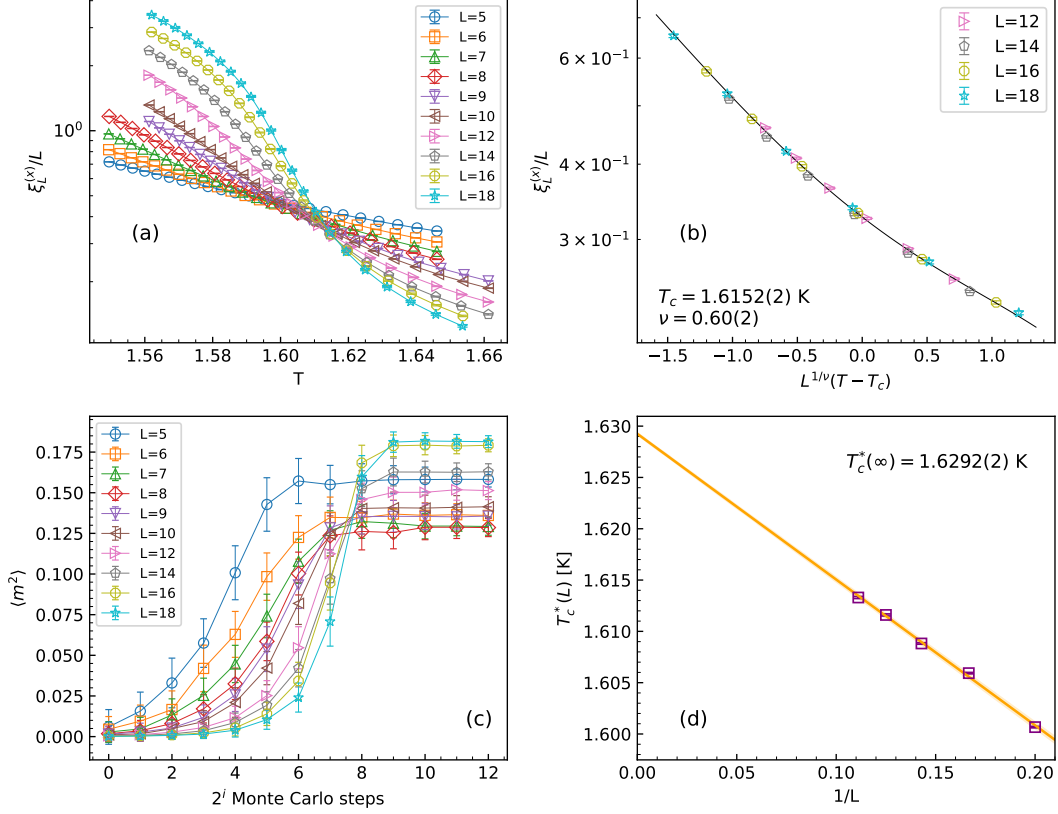 L=5
L=6
L=7
L=8
L=9
L=10
L=12
L=14
L=16
L=18
10⁰
ξ_L^(x)/L
(a)
1.56 1.58 1.60 1.62 1.64 1.66
T
L=12
L=14
L=16
L=18
6 × 10⁻¹
4 × 10⁻¹
3 × 10⁻¹
ξ_L^(x)/L
(b)
T_c = 1.6152(2) K
ν = 0.60(2)
−1.5 −1.0 −0.5 0.0 0.5 1.0
L^{1/ν}(T − T_c)
L=5
L=6
L=7
L=8
L=9
L=10
L=12
L=14
L=16
L=18
0.175
0.150
0.125
0.100
0.075
0.050
0.025
0.000
⟨m²⟩
(c)
0 2 4 6 8 10 12
2^i Monte Carlo steps
1.630
1.625
1.620
1.615
1.610
1.605
1.600
T_c^*(L) [K]
T_c^*(∞) = 1.6292(2) K
(d)
0.00 0.05 0.10 0.15 0.20
1/L